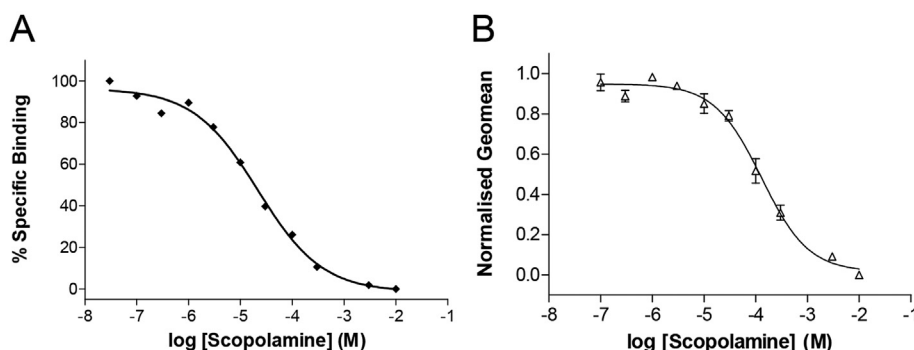 A
% Specific Binding
100
80
60
40
20
0
-8 -7 -6 -5 -4 -3 -2 -1
log [Scopolamine] (M)
B
Normalised Geomean
1.0
0.8
0.6
0.4
0.2
0.0
-8 -7 -6 -5 -4 -3 -2 -1
log [Scopolamine] (M)